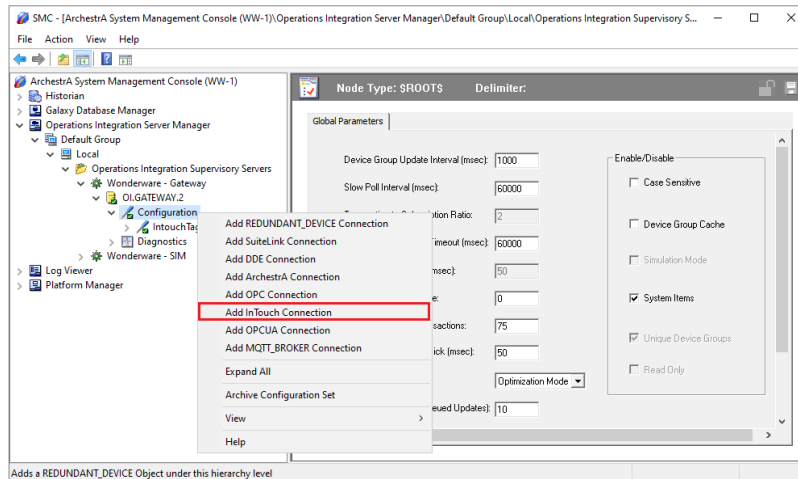 SMC - [ArchestrA System Management Console (WW-1)\Operations Integration Server Manager\Default Group\Local\Operations Integration Supervisory S...
File Action View Help
ArchestrA System Management Console (WW-1)
Historian
Galaxy Database Manager
Operations Integration Server Manager
Default Group
Local
Operations Integration Supervisory Servers
Wonderware - Gateway
OI.GATEWAY.2
Configuration
IntouchTag
Diagnostics
Wonderware - SIM
Log Viewer
Platform Manager
Add REDUNDANT_DEVICE Connection
Add SuiteLink Connection
Add DDE Connection
Add ArchestrA Connection
Add OPC Connection
Add InTouch Connection
Add OPCUA Connection
Add MQTT_BROKER Connection
Expand All
Archive Configuration Set
View
Help
Node Type: $ROOT$ Delimiter:
Global Parameters
Device Group Update Interval (msec): 1000
Slow Poll Interval (msec): 60000
Ratio: 2
imeout (msec): 60000
msec): 50
e: 0
sactions: 75
ick (msec): 50
Optimization Mode
eued Updates): 10
Enable/Disable
Case Sensitive
Device Group Cache
Simulation Mode
System Items
Unique Device Groups
Read Only
Adds a REDUNDANT_DEVICE Object under this hierarchy level